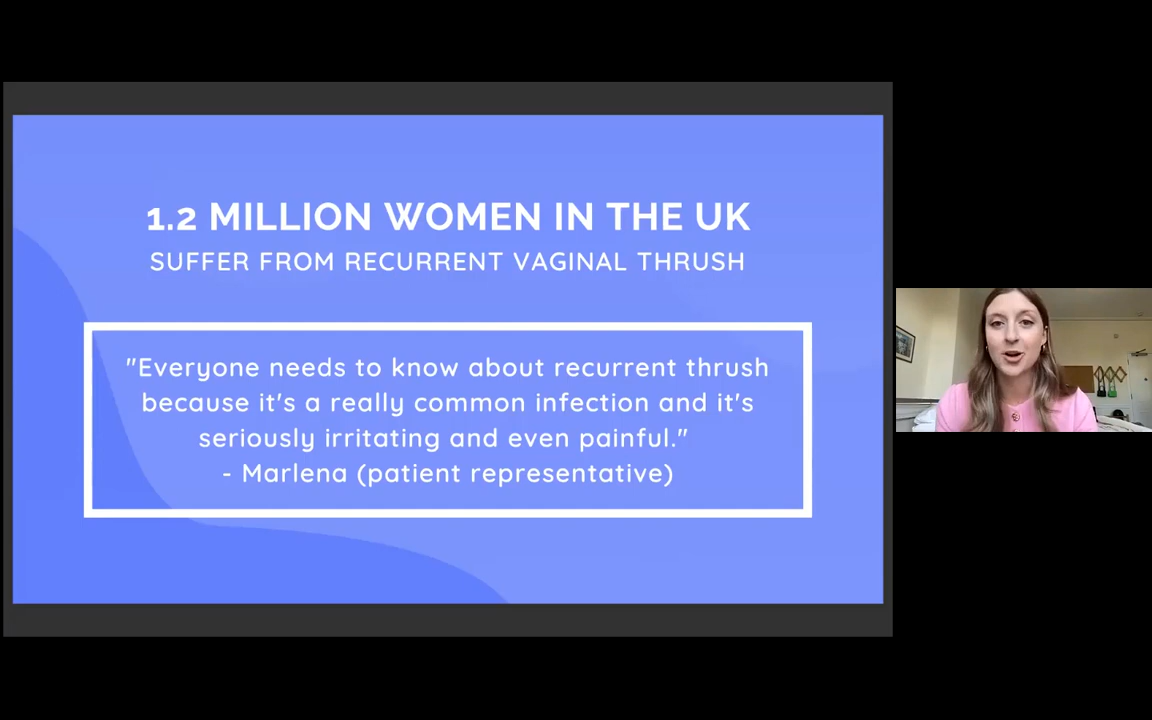 1.2 MILLION WOMEN IN THE UK
SUFFER FROM RECURRENT VAGINAL THRUSH
"Everyone needs to know about recurrent thrush
because it's a really common infection and it's
seriously irritating and even painful."
- Marlena (patient representative)